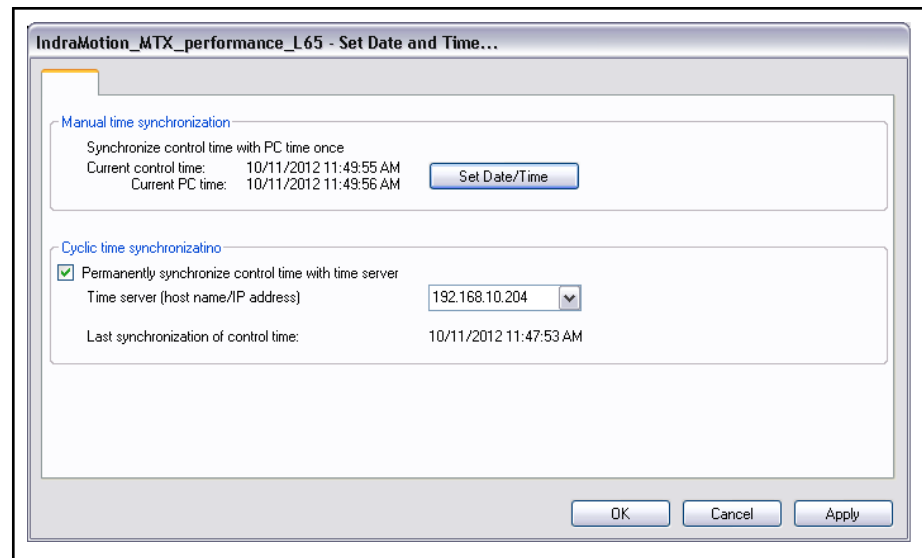 IndraMotion_MTX_performance_L65 - Set Date and Time...
Manual time synchronization
Synchronize control time with PC time once
Current control time: 10/11/2012 11:49:55 AM
Current PC time: 10/11/2012 11:49:56 AM
Set Date/Time
Cyclic time synchronizatino
Permanently synchronize control time with time server
Time server (host name/IP address) 192.168.10.204
Last synchronization of control time: 10/11/2012 11:47:53 AM
OK Cancel Apply